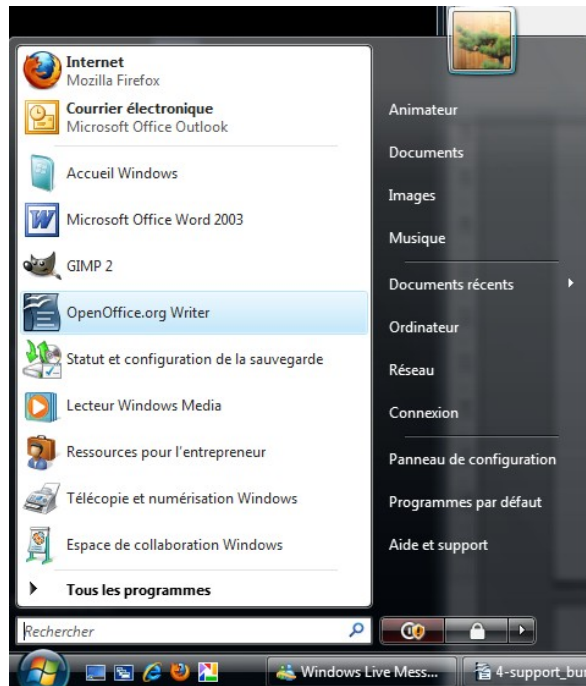 Internet
Mozilla Firefox
Courrier électronique
Microsoft Office Outlook
Accueil Windows
Microsoft Office Word 2003
GIMP 2
OpenOffice.org Writer
Statut et configuration de la sauvegarde
Lecteur Windows Media
Ressources pour l'entrepreneur
Télécopie et numérisation Windows
Espace de collaboration Windows
Tous les programmes
Rechercher
Animateur
Documents
Images
Musique
Documents récents
Ordinateur
Réseau
Connexion
Panneau de configuration
Programmes par défaut
Aide et support
Windows Live Mess...
4-support_bur